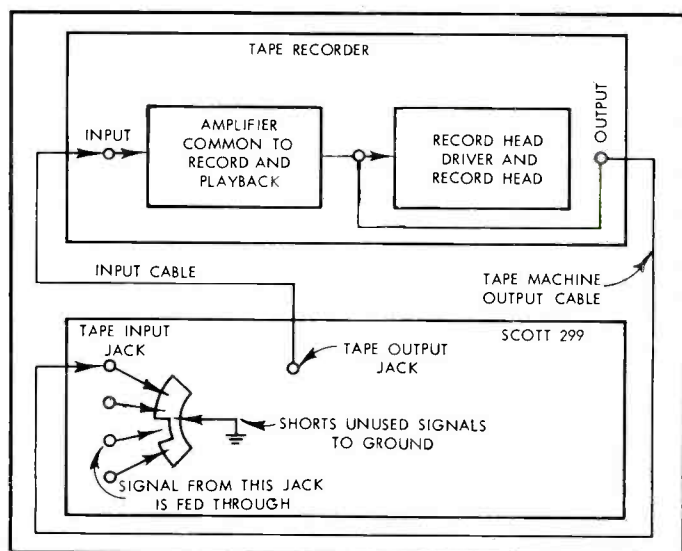 TAPE RECORDER
INPUT
AMPLIFIER
COMMON TO
RECORD AND
PLAYBACK
RECORD HEAD
DRIVER AND
RECORD HEAD
OUTPUT
INPUT CABLE
TAPE MACHINE
OUTPUT CABLE
TAPE INPUT
JACK
TAPE OUTPUT
JACK
SCOTT 299
SHORTS UNUSED SIGNALS
TO GROUND
SIGNAL FROM THIS JACK
IS FED THROUGH